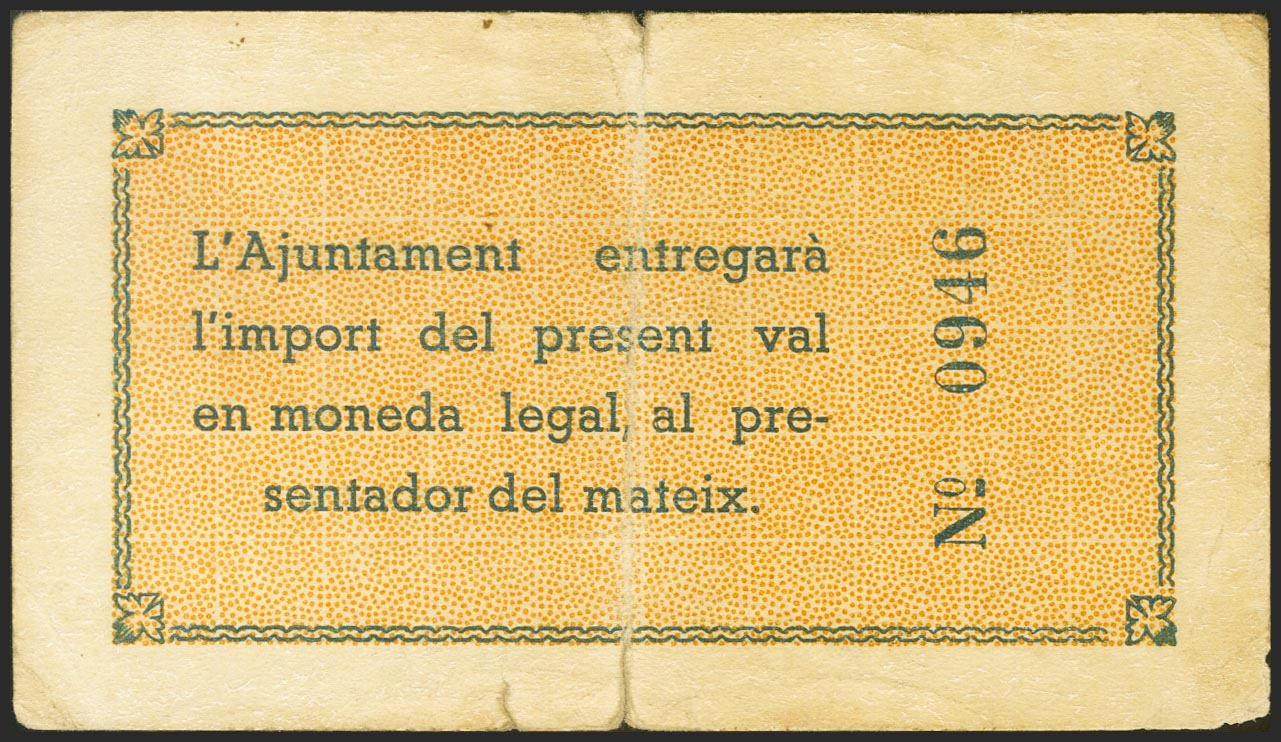 L'Ajuntament entregarà
l'import del present val
en moneda legal, al pre-
sentador del mateix.
Nº 0946